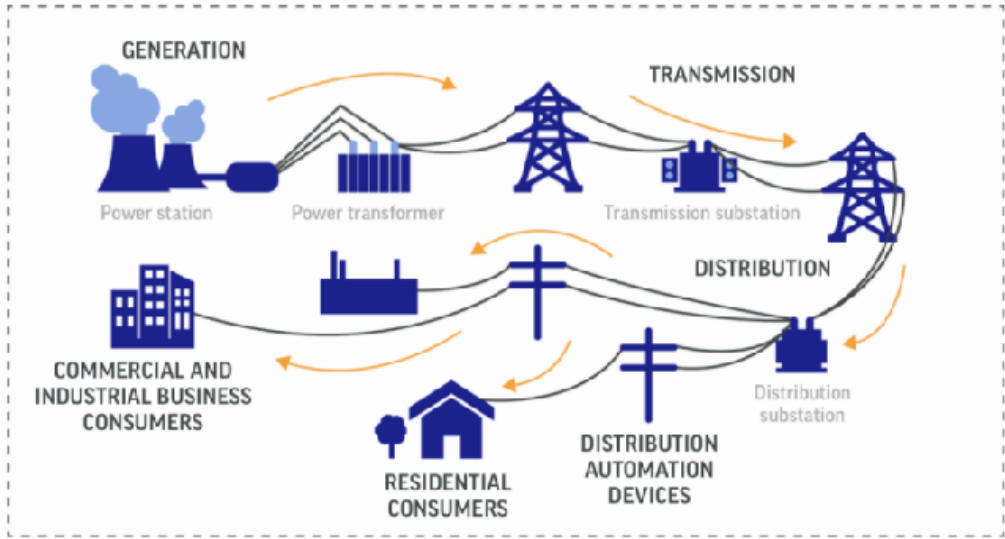 GENERATION
TRANSMISSION
Power station
Power transformer
Transmission substation
DISTRIBUTION
COMMERCIAL AND
INDUSTRIAL BUSINESS
CONSUMERS
Distribution
substation
RESIDENTIAL
CONSUMERS
DISTRIBUTION
AUTOMATION
DEVICES